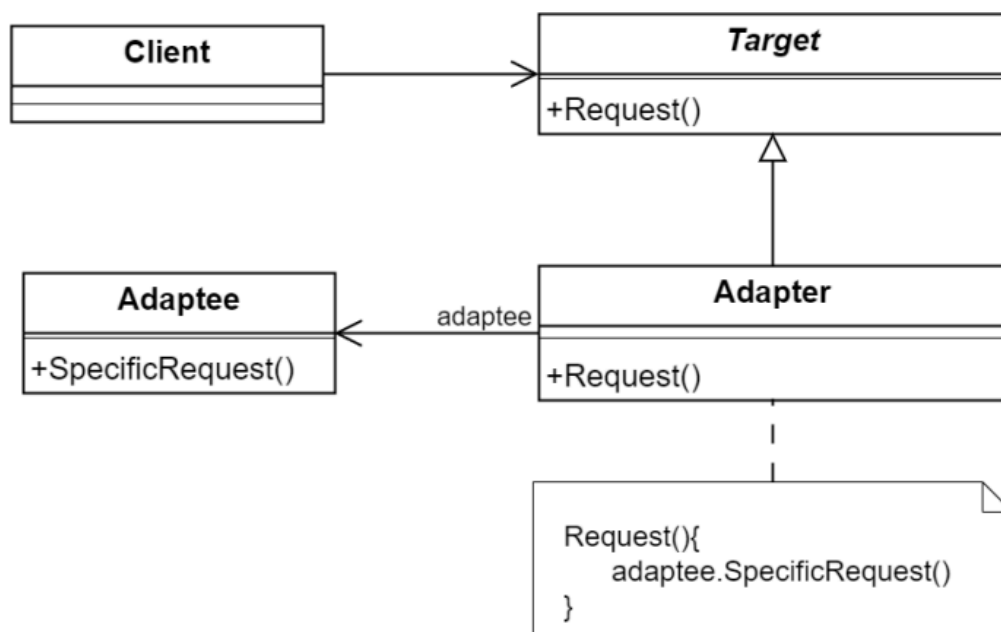 Client
Target
+Request()
Adaptee
adaptee
Adapter
+SpecificRequest()
+Request()
Request(){
adaptee.SpecificRequest()
}